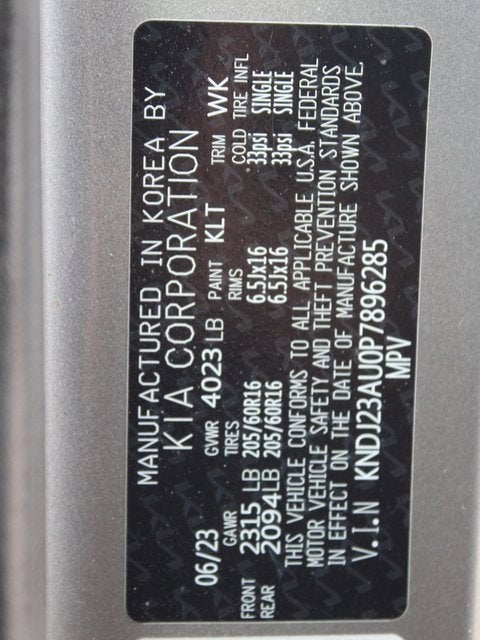 MANUFACTURED IN KOREA BY
KIA CORPORATION
06/23 GVWR 4023 LB PAINT KLT TRIM WK
GAWR TIRES RIMS COLD TIRE INFL
FRONT 2315 LB 205/60R16 6.5Jx16 33psi SINGLE
REAR 2094 LB 205/60R16 6.5Jx16 33psi SINGLE
THIS VEHICLE CONFORMS TO ALL APPLICABLE U.S.A. FEDERAL
MOTOR VEHICLE SAFETY AND THEFT PREVENTION STANDARDS
IN EFFECT ON THE DATE OF MANUFACTURE SHOWN ABOVE.
V.I.N KNDJ23AU0P7896285
MPV